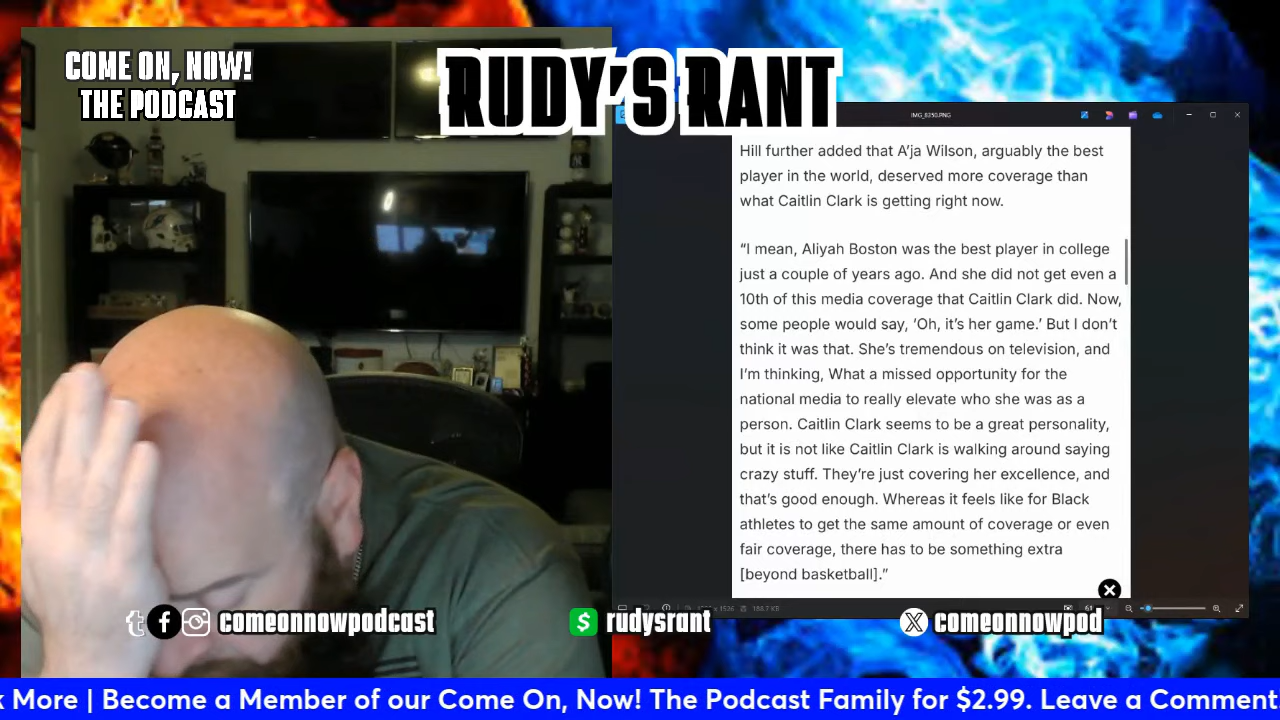 COME ON, NOW!
THE PODCAST
RUDY'S RANT
IMG_8350.PNG
Hill further added that A'ja Wilson, arguably the best
player in the world, deserved more coverage than
what Caitlin Clark is getting right now.
“I mean, Aliyah Boston was the best player in college
just a couple of years ago. And she did not get even a
10th of this media coverage that Caitlin Clark did. Now,
some people would say, ‘Oh, it’s her game.’ But I don’t
think it was that. She’s tremendous on television, and
I’m thinking, What a missed opportunity for the
national media to really elevate who she was as a
person. Caitlin Clark seems to be a great personality,
but it is not like Caitlin Clark is walking around saying
crazy stuff. They’re just covering her excellence, and
that’s good enough. Whereas it feels like for Black
athletes to get the same amount of coverage or even
fair coverage, there has to be something extra
[beyond basketball].”
comeonnowpodcast
$ rudysrant
X comeonnowpod
More | Become a Member of our Come On, Now! The Podcast Family for $2.99. Leave a Comment,